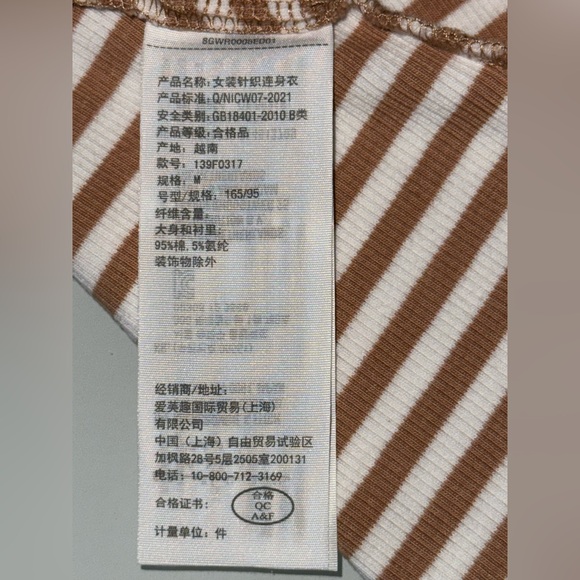 SGWR0008ED01
产品名称：女装针织连身衣
产品标准：Q/NICW07-2021
安全类别：GB18401-2010 B类
产品等级：合格品
产地：越南
款号：139F0317
规格：M
号型/规格：165/95
纤维含量：
大身和衬里：
95%棉，5%氨纶
装饰物除外
经销商/地址：
爱芙趣国际贸易(上海)
有限公司
中国（上海）自由贸易试验区
加枫路28号5层2505室200131
电话：10-800-712-3169
合格证书：
合格
QC
A&F
计量单位：件